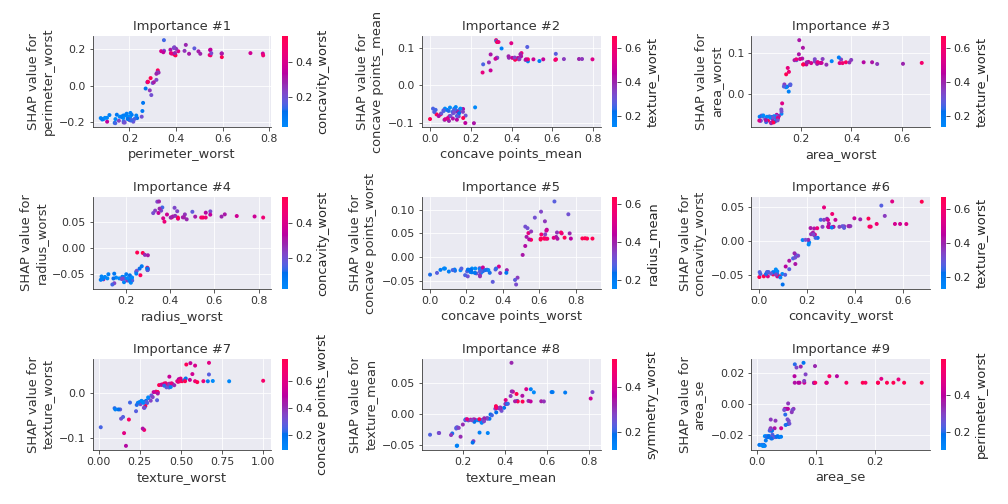 Importance #1
SHAP value for
perimeter_worst
0.2
0.0
−0.2
0.2
0.4
0.6
0.8
perimeter_worst
0.4
0.2
concavity_worst
Importance #2
SHAP value for
concave points_mean
0.1
0.0
−0.1
0.0
0.2
0.4
0.6
0.8
concave points_mean
0.6
0.4
0.2
texture_worst
Importance #3
SHAP value for
area_worst
0.1
0.0
0.2
0.4
0.6
area_worst
0.6
0.4
0.2
texture_worst
Importance #4
SHAP value for
radius_worst
0.05
0.00
−0.05
0.2
0.4
0.6
0.8
radius_worst
0.4
0.2
concavity_worst
Importance #5
SHAP value for
concave points_worst
0.10
0.05
0.00
−0.05
0.0
0.2
0.4
0.6
0.8
concave points_worst
0.6
0.4
0.2
radius_mean
Importance #6
SHAP value for
concavity_worst
0.05
0.00
−0.05
0.0
0.2
0.4
0.6
concavity_worst
0.6
0.4
0.2
texture_worst
Importance #7
SHAP value for
texture_worst
0.0
−0.1
0.00
0.25
0.50
0.75
1.00
texture_worst
0.6
0.4
0.2
concave points_worst
Importance #8
SHAP value for
texture_mean
0.05
0.00
−0.05
0.2
0.4
0.6
0.8
texture_mean
0.4
0.2
symmetry_worst
Importance #9
SHAP value for
area_se
0.02
0.00
−0.02
0.0
0.1
0.2
area_se
0.4
0.2
perimeter_worst